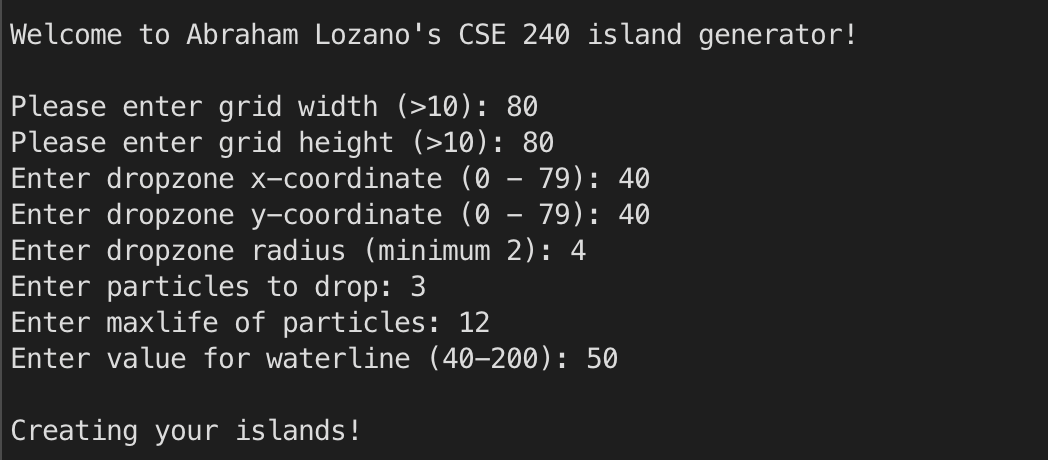 Welcome to Abraham Lozano's CSE 240 island generator!
Please enter grid width (>10): 80
Please enter grid height (>10): 80
Enter dropzone x-coordinate (0 - 79): 40
Enter dropzone y-coordinate (0 - 79): 40
Enter dropzone radius (minimum 2): 4
Enter particles to drop: 3
Enter maxlife of particles: 12
Enter value for waterline (40-200): 50
Creating your islands!